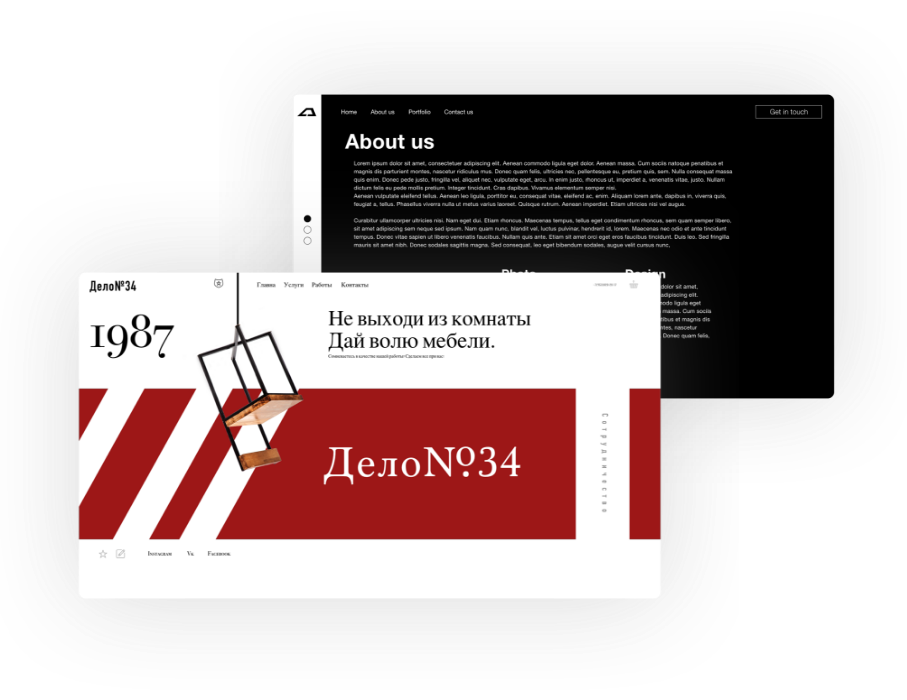 Home About us Portfolio Contact us Get in touch
About us
Lorem ipsum dolor sit amet, consectetuer adipiscing elit. Aenean commodo ligula eget dolor. Aenean massa. Cum sociis natoque penatibus et
magnis dis parturient montes, nascetur ridiculus mus. Donec quam felis, ultricies nec, pellentesque eu, pretium quis, sem. Nulla consequat massa
quis enim. Donec pede justo, fringilla vel, aliquet nec, vulputate eget, arcu. In enim justo, rhoncus ut, imperdiet a, venenatis vitae, justo. Nullam
dictum felis eu pede mollis pretium. Integer tincidunt. Cras dapibus. Vivamus elementum semper nisi.
Aenean vulputate eleifend tellus. Aenean leo ligula, porttitor eu, consequat vitae, eleifend ac, enim. Aliquam lorem ante, dapibus in, viverra quis,
feugiat a, tellus. Phasellus viverra nulla ut metus varius laoreet. Quisque rutrum. Aenean imperdiet. Etiam ultricies nisi vel augue.
Curabitur ullamcorper ultricies nisi. Nam eget dui. Etiam rhoncus. Maecenas tempus, tellus eget condimentum rhoncus, sem quam semper libero,
sit amet adipiscing sem neque sed ipsum. Nam quam nunc, blandit vel, luctus pulvinar, hendrerit id, lorem. Maecenas nec odio et ante tincidunt
tempus. Donec vitae sapien ut libero venenatis faucibus. Nullam quis ante. Etiam sit amet orci eget eros faucibus tincidunt. Duis leo. Sed fringilla
mauris sit amet nibh. Donec sodales sagittis magna. Sed consequat, leo eget bibendum sodales, augue velit cursus nunc,
Photo Design
dolor sit amet,
adipiscing elit.
modo ligula eget
massa. Cum sociis
tibus et magnis dis
ntes, nascetur
Donec quam felis,
Дело№34 Главна Услуги Работы Контакты
1987
Не выходи из комнаты
Дай волю мебели.
Дело№34
Сотрудничество
Instagram Vk Facebook